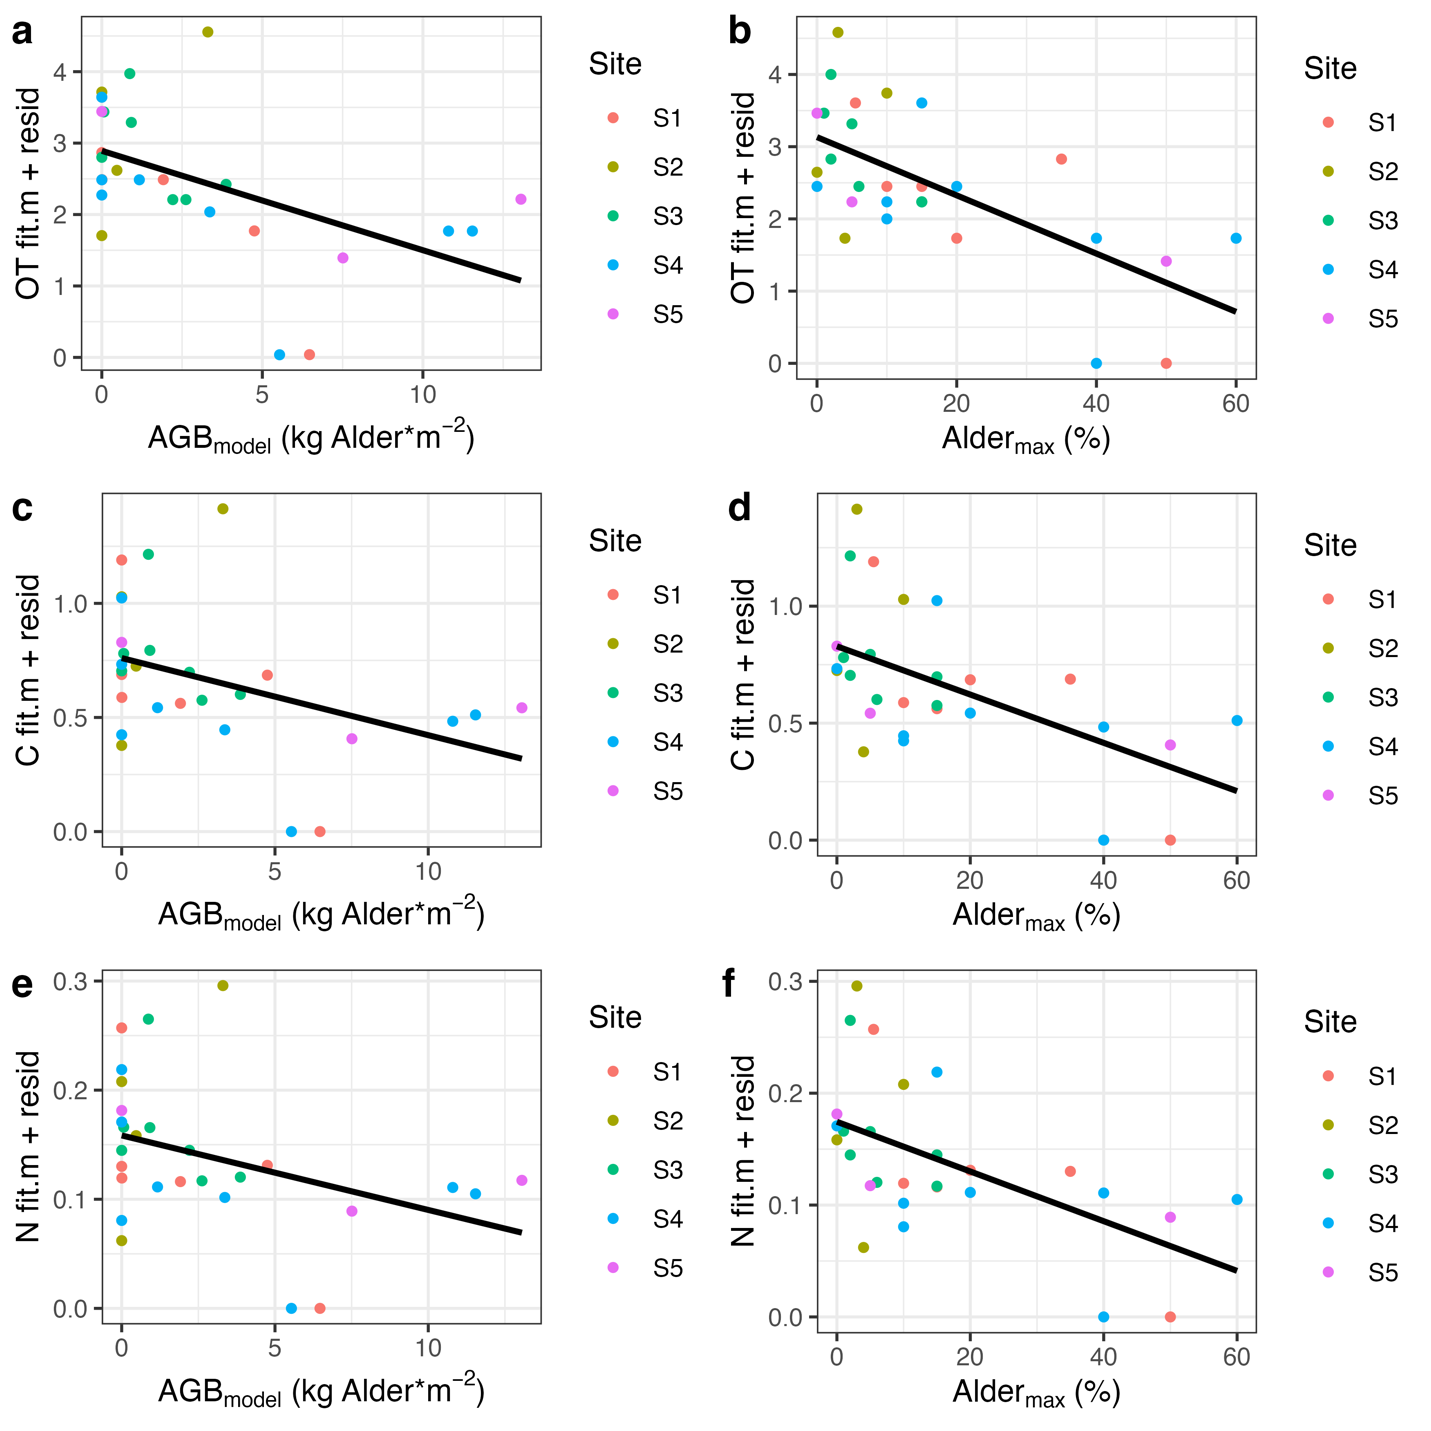 a
OT fit.m + resid
4
3
2
1
0
0 5 10
AGBmodel (kg Alder*m−2)
Site
S1
S2
S3
S4
S5
b
OT fit.m + resid
4
3
2
1
0
0 20 40 60
Aldermax (%)
Site
S1
S2
S3
S4
S5
c
C fit.m + resid
1.0
0.5
0.0
0 5 10
AGBmodel (kg Alder*m−2)
Site
S1
S2
S3
S4
S5
d
C fit.m + resid
1.0
0.5
0.0
0 20 40 60
Aldermax (%)
Site
S1
S2
S3
S4
S5
e
N fit.m + resid
0.3
0.2
0.1
0.0
0 5 10
AGBmodel (kg Alder*m−2)
Site
S1
S2
S3
S4
S5
f
N fit.m + resid
0.3
0.2
0.1
0.0
0 20 40 60
Aldermax (%)
Site
S1
S2
S3
S4
S5